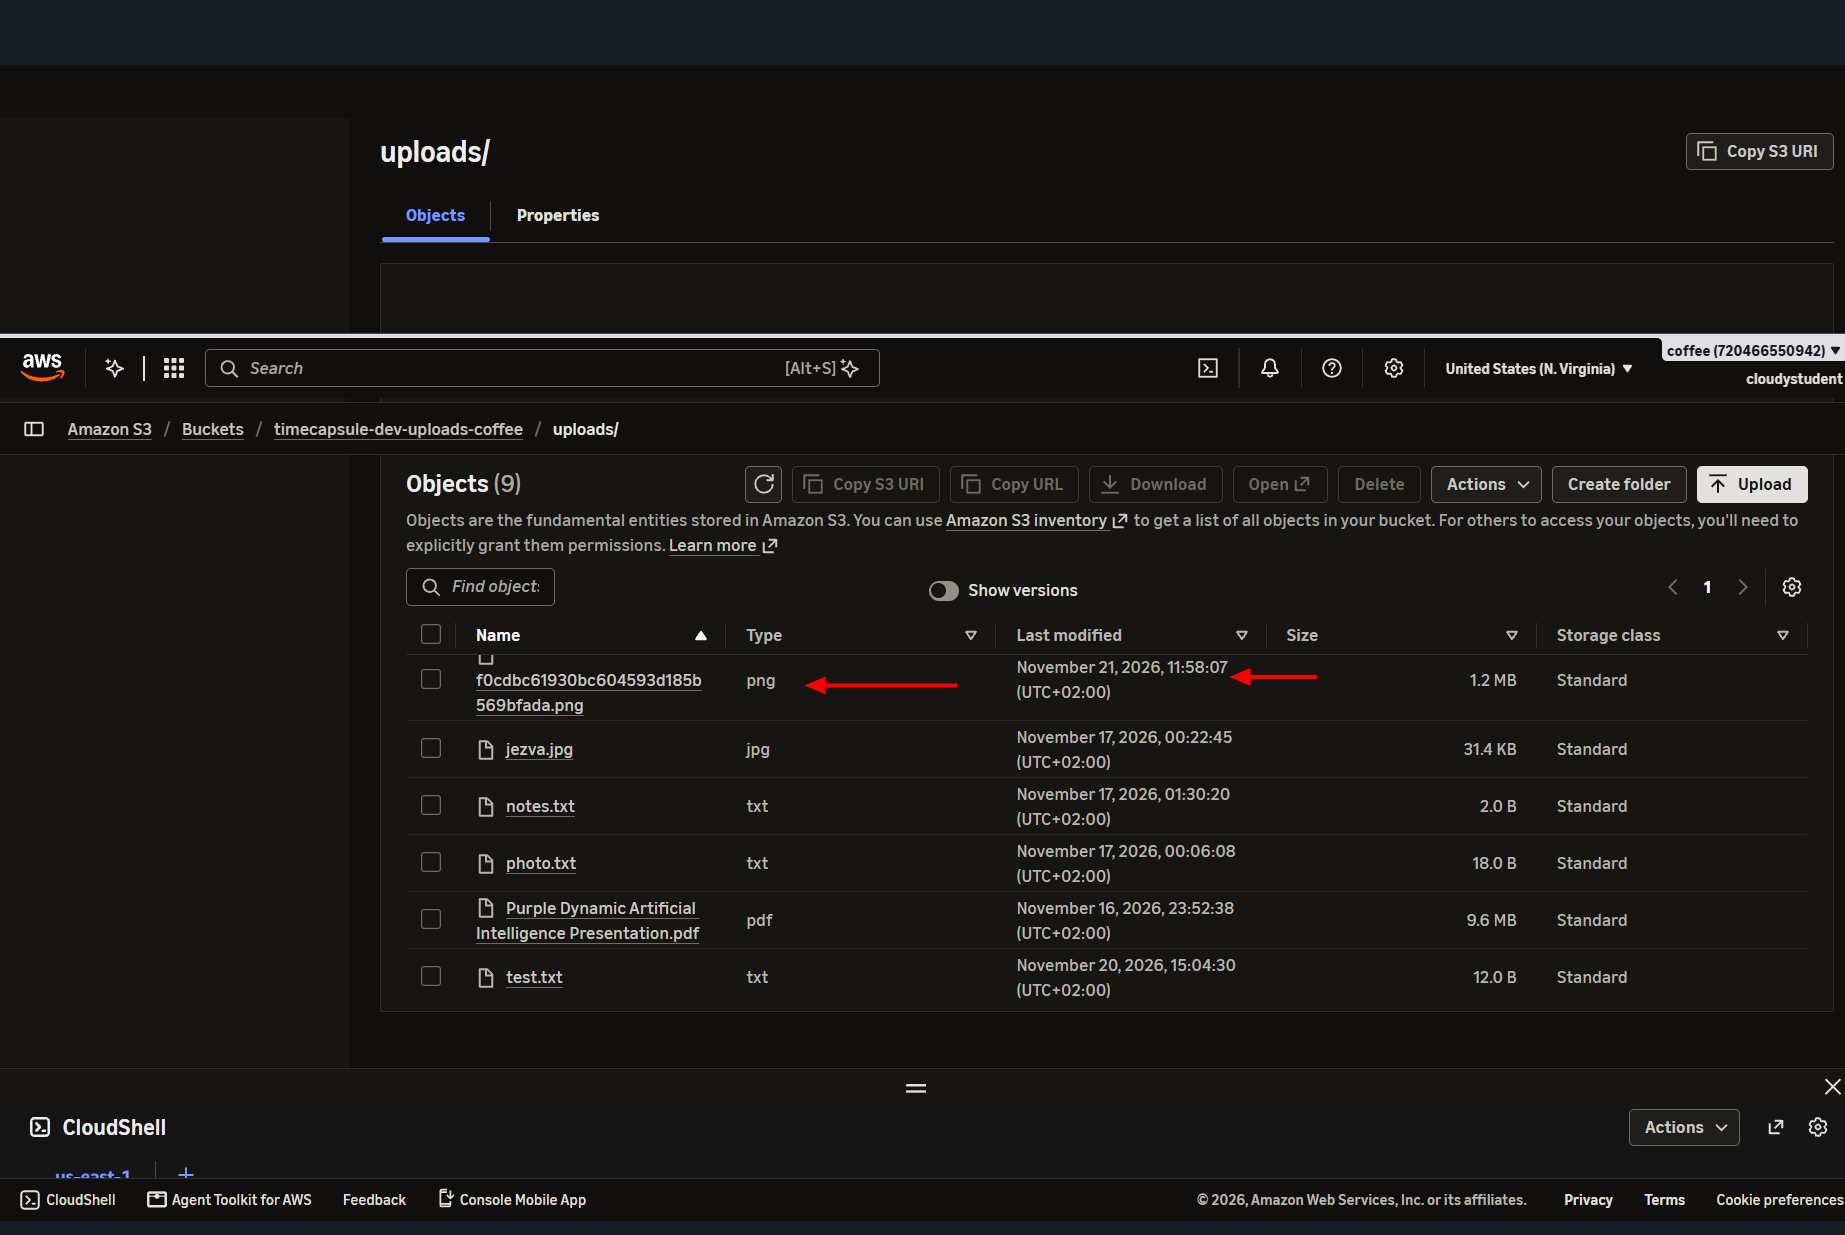 uploads/
Copy S3 URI
Objects
Properties
aws
Search
[Alt+S]
United States (N. Virginia)
coffee (720466550942)
cloudystudent
Amazon S3 / Buckets / timecapsule-dev-uploads-coffee / uploads/
Objects (9)
Copy S3 URI
Copy URL
Download
Open
Delete
Actions
Create folder
Upload
Objects are the fundamental entities stored in Amazon S3. You can use Amazon S3 inventory to get a list of all objects in your bucket. For others to access your objects, you'll need to
explicitly grant them permissions. Learn more
Find object
Show versions
1
Name Type Last modified Size Storage class
f0cdbc61930bc604593d185b
569bfada.png
png
November 21, 2026, 11:58:07
(UTC+02:00)
1.2 MB
Standard
jezva.jpg
jpg
November 17, 2026, 00:22:45
(UTC+02:00)
31.4 KB
Standard
notes.txt
txt
November 17, 2026, 01:30:20
(UTC+02:00)
2.0 B
Standard
photo.txt
txt
November 17, 2026, 00:06:08
(UTC+02:00)
18.0 B
Standard
Purple Dynamic Artificial
Intelligence Presentation.pdf
pdf
November 16, 2026, 23:52:38
(UTC+02:00)
9.6 MB
Standard
test.txt
txt
November 20, 2026, 15:04:30
(UTC+02:00)
12.0 B
Standard
CloudShell
Actions
us-east-1
CloudShell
Agent Toolkit for AWS
Feedback
Console Mobile App
© 2026, Amazon Web Services, Inc. or its affiliates.
Privacy
Terms
Cookie preferences